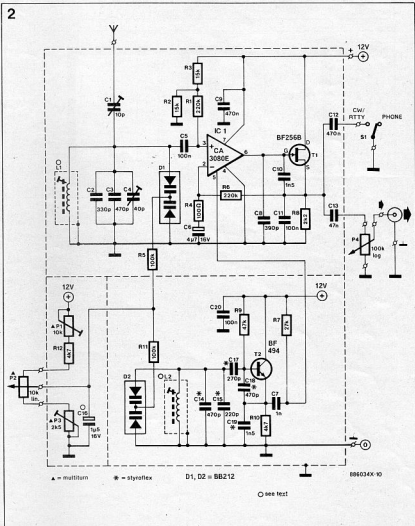 2
12V
R3
15k
R2
15k
R1
220k
C9
470n
C1
10p
IC 1
CA
3080E
BF256B
T1
C12
470n
CW/
RTTY
PHONE
S1
C5
100n
D1
L1
C2
330p
C3
470p
C4
40p
R4
100Ω
R6
220k
C6
4µ7 16V
C10
1n5
C8
390p
C11
100n
R8
2k2
C13
47n
P4
100k
log
R5
100k
12V
P1
10k
R12
4k7
P2
10k
lin.
P3
2k5
C16
1µ5
16V
R11
100k
D2
L2
12V
C20
100n
R9
47k
R7
27k
BF
494
T2
C17
270p
C18
470p
C14
470p
C15
220p
C19
1n5
C7
1n
R10
4k7
0
▲ = multiturn
* = styroflex
D1, D2 = BB212
886034X-10
○ see text